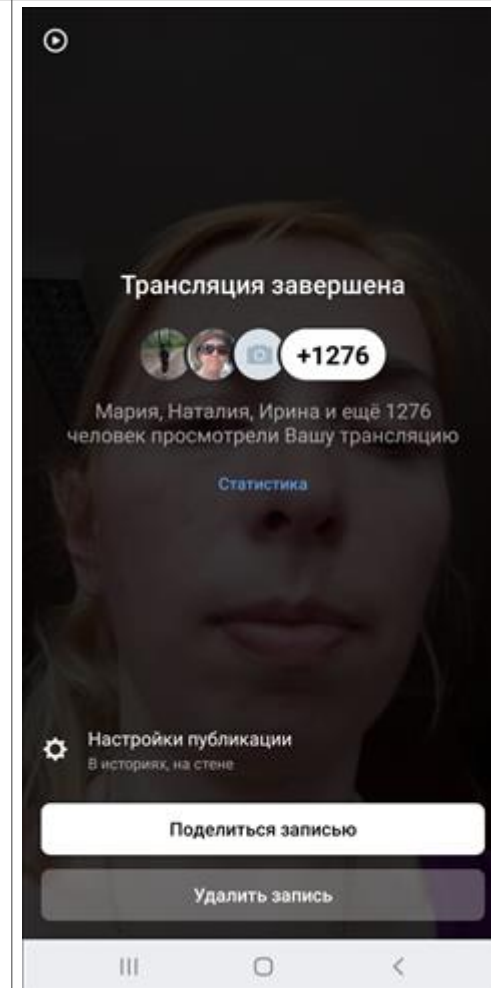 Трансляция завершена
+1276
Мария, Наталия, Ирина и ещё 1276
человек просмотрели Вашу трансляцию
Статистика
Настройки публикации
В историях, на стене
Поделиться записью
Удалить запись